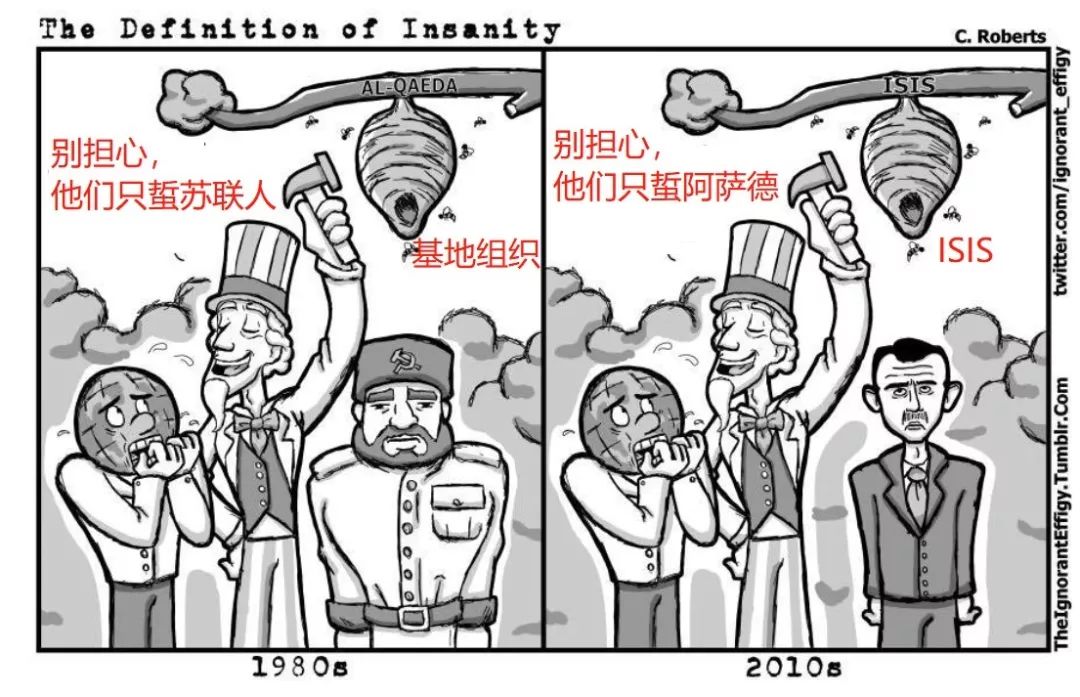 The Definition of Insanity
C. Roberts
AL-QAEDA
别担心，
他们只蜇苏联人
基地组织
1980s
ISIS
别担心，
他们只蜇阿萨德
ISIS
2010s
twitter.com/ignorant_effigy
TheIgnorantEffigy.Tumblr.Com